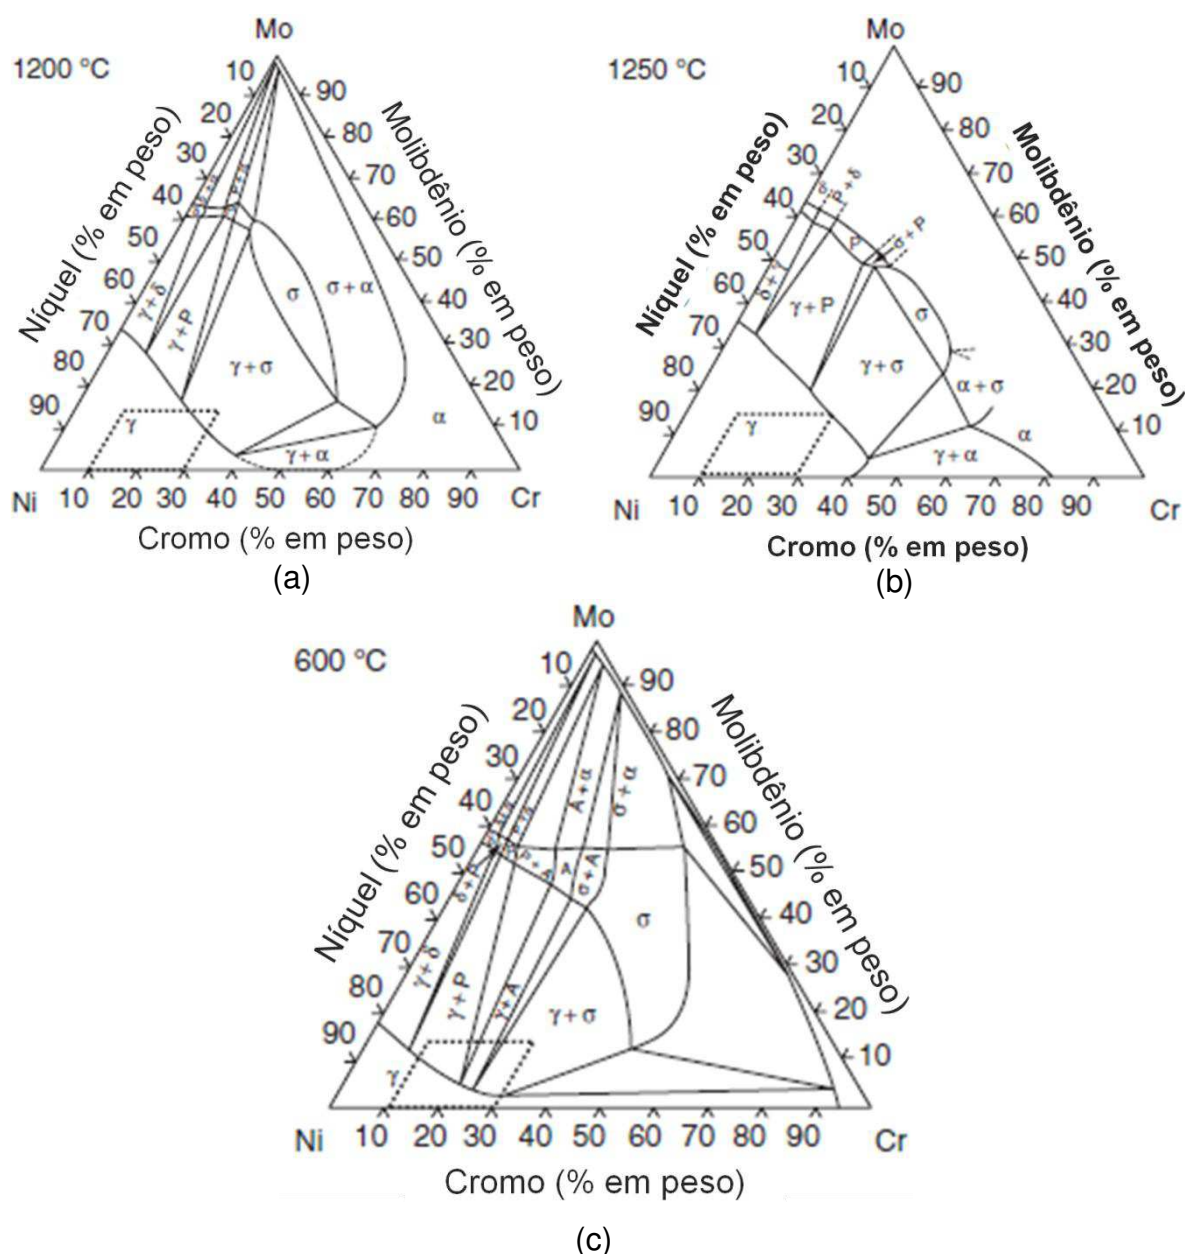 Mo
1200 °C
10
20
30
40
50
60
70
80
90
Níquel (% em peso)
90
80
70
60
50
40
30
20
10
Molibdênio (% em peso)
γ + δ
γ + P
γ + σ
σ
σ + α
α
γ
γ + α
Ni
10 20 30 40 50 60 70 80 90
Cr
Cromo (% em peso)
(a)
Mo
1250 °C
10
20
30
40
50
60
70
80
90
Níquel (% em peso)
90
80
70
60
50
40
30
20
10
Molibdênio (% em peso)
δ
P + δ
P
σ + P
γ + P
σ
γ + σ
α + σ
α
γ
γ + α
Ni
10 20 30 40 50 60 70 80 90
Cr
Cromo (% em peso)
(b)
Mo
600 °C
10
20
30
40
50
60
70
80
90
Níquel (% em peso)
90
80
70
60
50
40
30
20
10
Molibdênio (% em peso)
A + α
σ + α
P + A
A
σ + A
δ + P
σ
γ + δ
γ + P
γ + A
γ + σ
γ
Ni
10 20 30 40 50 60 70 80 90
Cr
Cromo (% em peso)
(c)